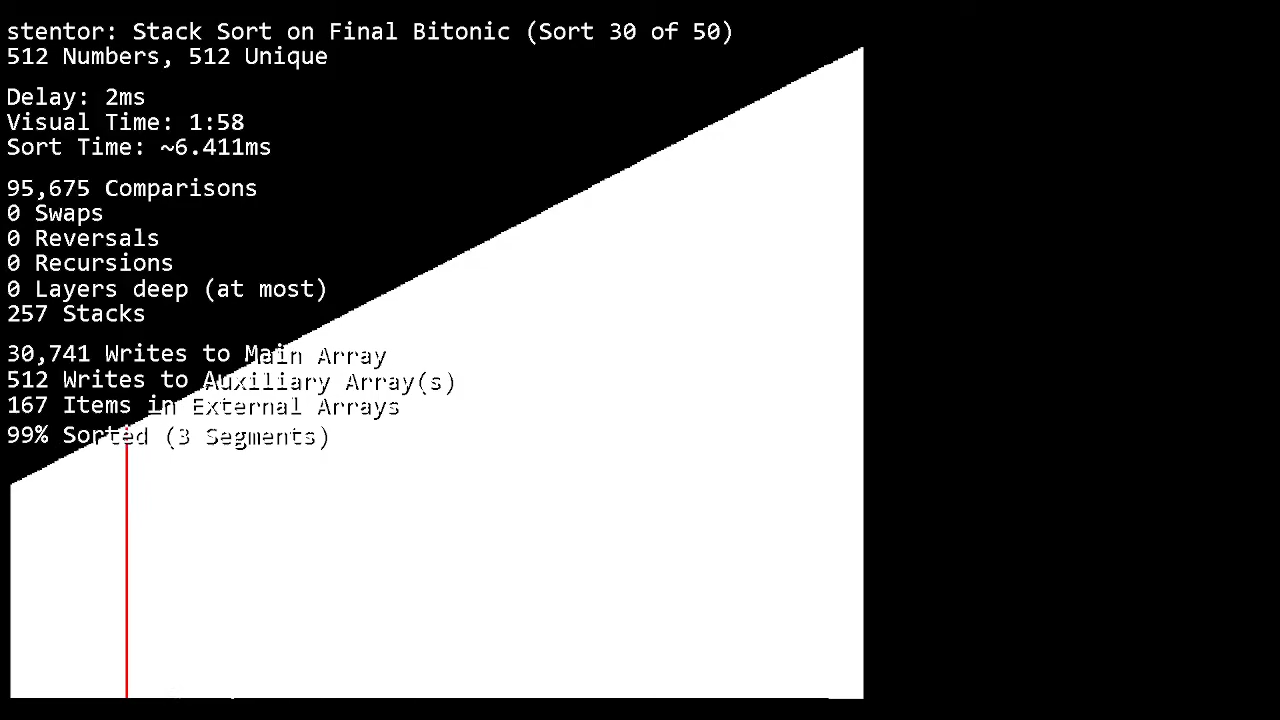 stentor: Stack Sort on Final Bitonic (Sort 30 of 50)
512 Numbers, 512 Unique
Delay: 2ms
Visual Time: 1:58
Sort Time: ~6.411ms
95,675 Comparisons
0 Swaps
0 Reversals
0 Recursions
0 Layers deep (at most)
257 Stacks
30,741 Writes to Main Array
512 Writes to Auxiliary Array(s)
167 Items in External Arrays
99% Sorted (3 Segments)